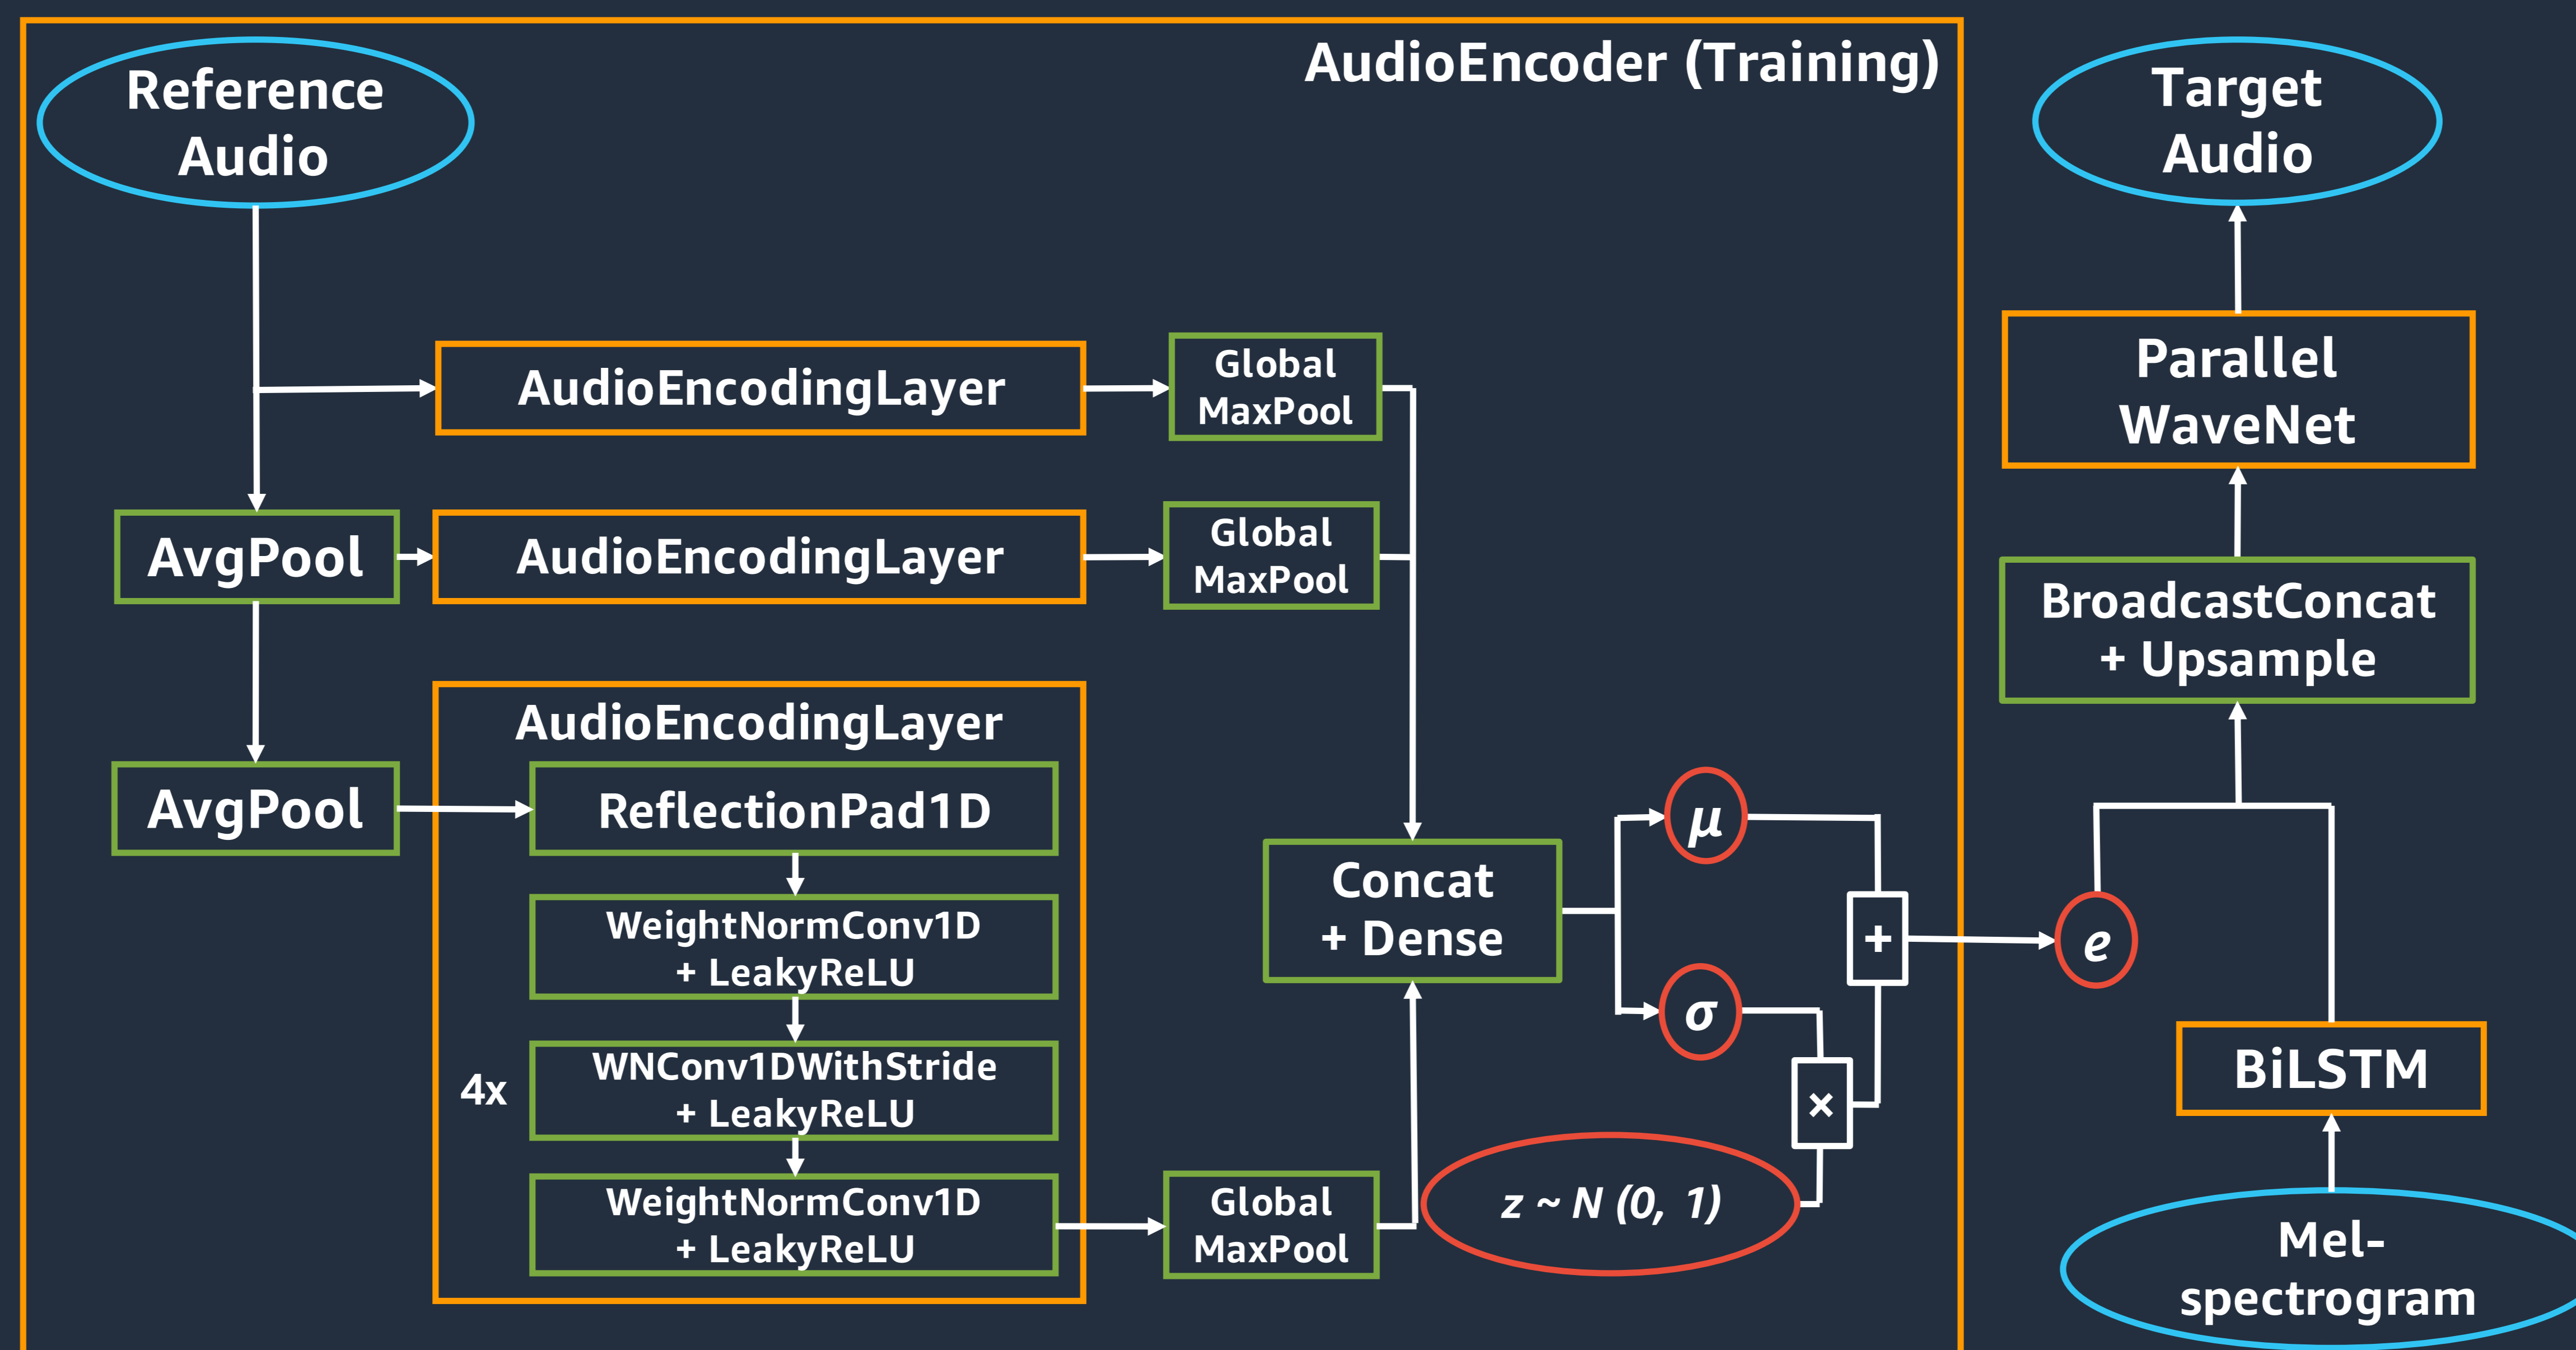 AudioEncoder (Training)
Reference
Audio
Target
Audio
AudioEncodingLayer
Global
MaxPool
Parallel
WaveNet
AvgPool
AudioEncodingLayer
Global
MaxPool
BroadcastConcat
+ Upsample
AudioEncodingLayer
AvgPool
ReflectionPad1D
WeightNormConv1D
+ LeakyReLU
4x
WNConv1DWithStride
+ LeakyReLU
WeightNormConv1D
+ LeakyReLU
Global
MaxPool
Concat
+ Dense
μ
σ
+
×
z ~ N (0, 1)
e
BiLSTM
Mel-
spectrogram